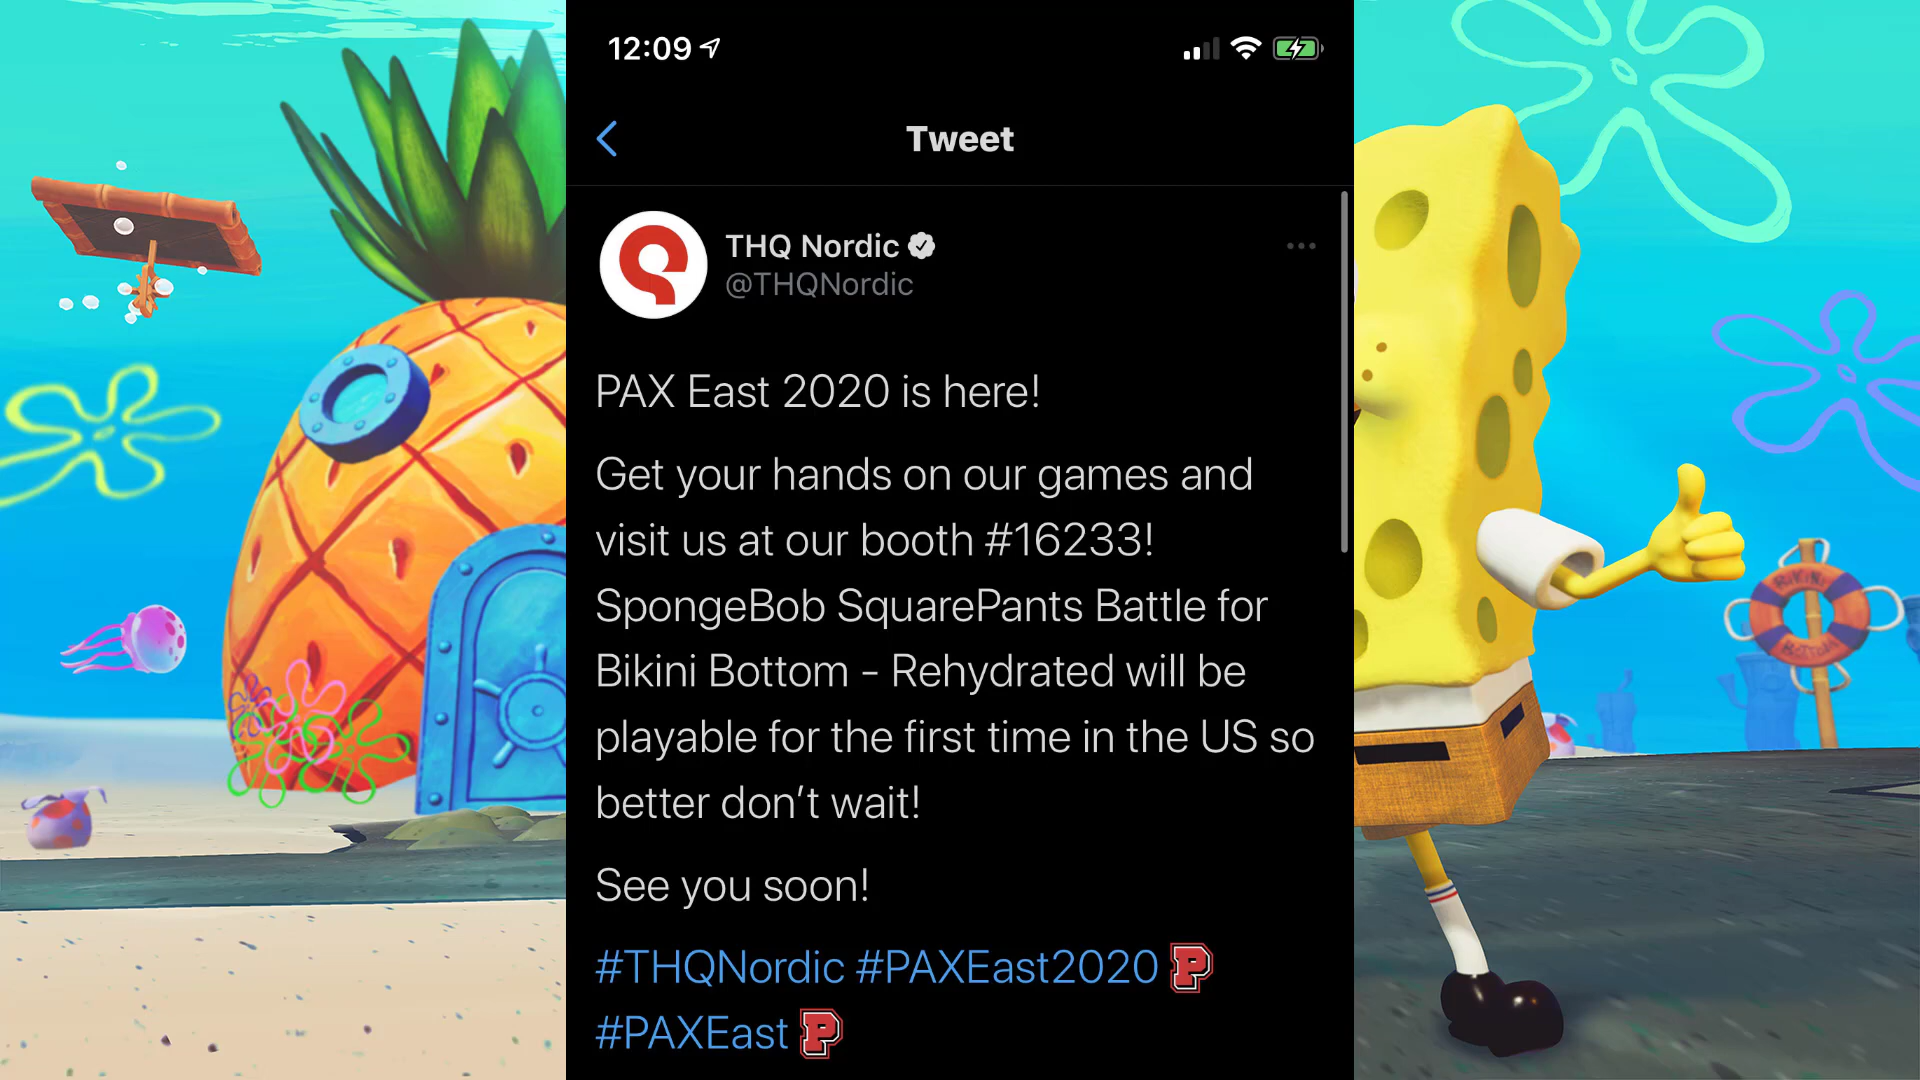 12:09
Tweet
THQ Nordic
@THQNordic
PAX East 2020 is here!
Get your hands on our games and
visit us at our booth #16233!
SpongeBob SquarePants Battle for
Bikini Bottom - Rehydrated will be
playable for the first time in the US so
better don't wait!
See you soon!
#THQNordic #PAXEast2020 P
#PAXEast P
BIKINI
BOTTOM